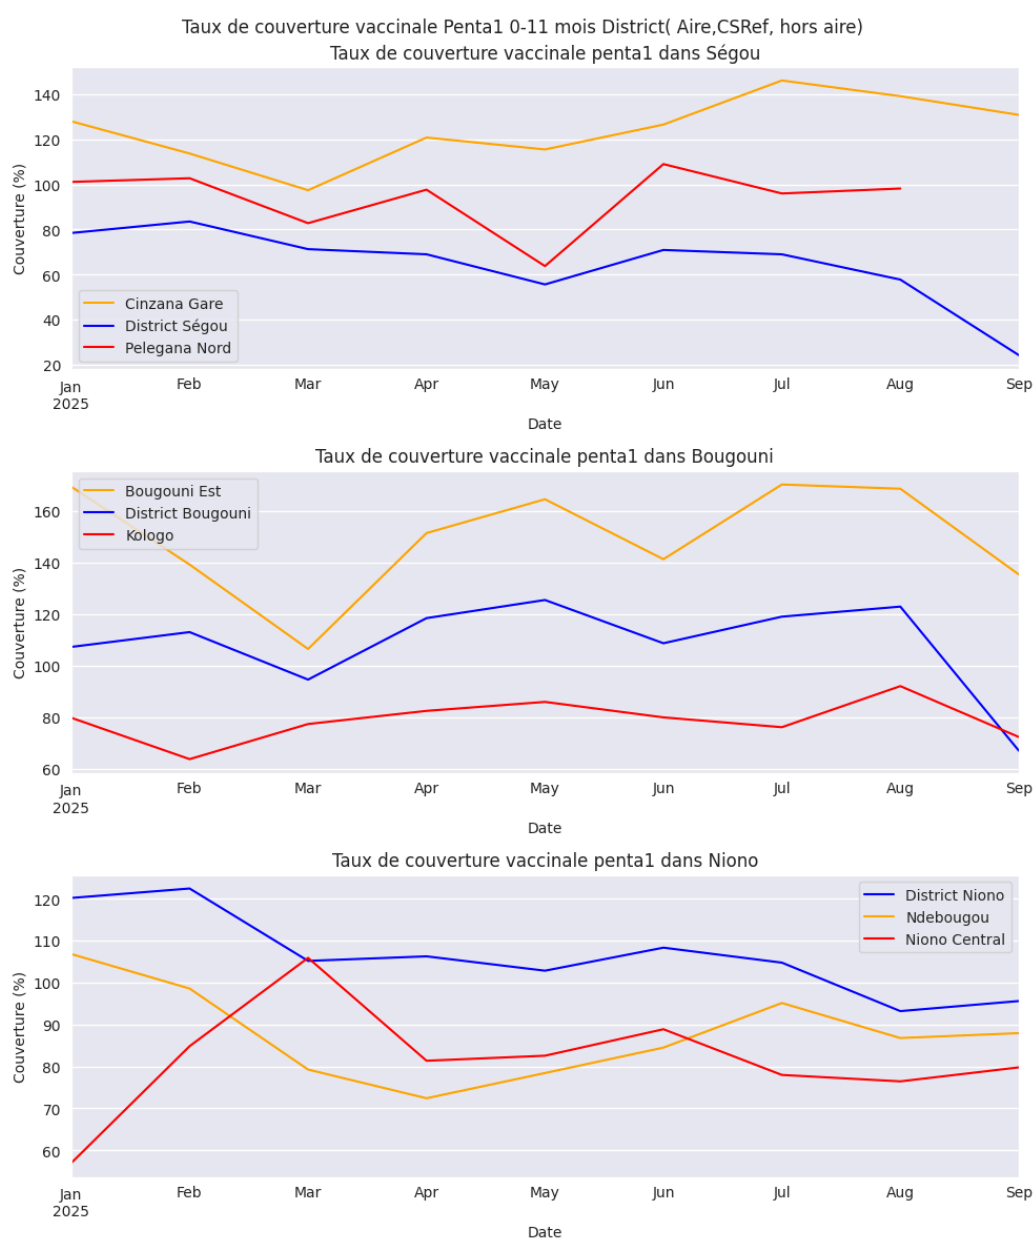 Taux de couverture vaccinale Penta1 0-11 mois District( Aire,CSRef, hors aire)
Taux de couverture vaccinale penta1 dans Ségou
140
120
100
80
60
40
20
Couverture (%)
Cinzana Gare
District Ségou
Pelegana Nord
Jan Feb Mar Apr May Jun Jul Aug Sep
2025
Date
Taux de couverture vaccinale penta1 dans Bougouni
160
140
120
100
80
60
Couverture (%)
Bougouni Est
District Bougouni
Kologo
Jan Feb Mar Apr May Jun Jul Aug Sep
2025
Date
Taux de couverture vaccinale penta1 dans Niono
120
110
100
90
80
70
60
Couverture (%)
District Niono
Ndebougou
Niono Central
Jan Feb Mar Apr May Jun Jul Aug Sep
2025
Date